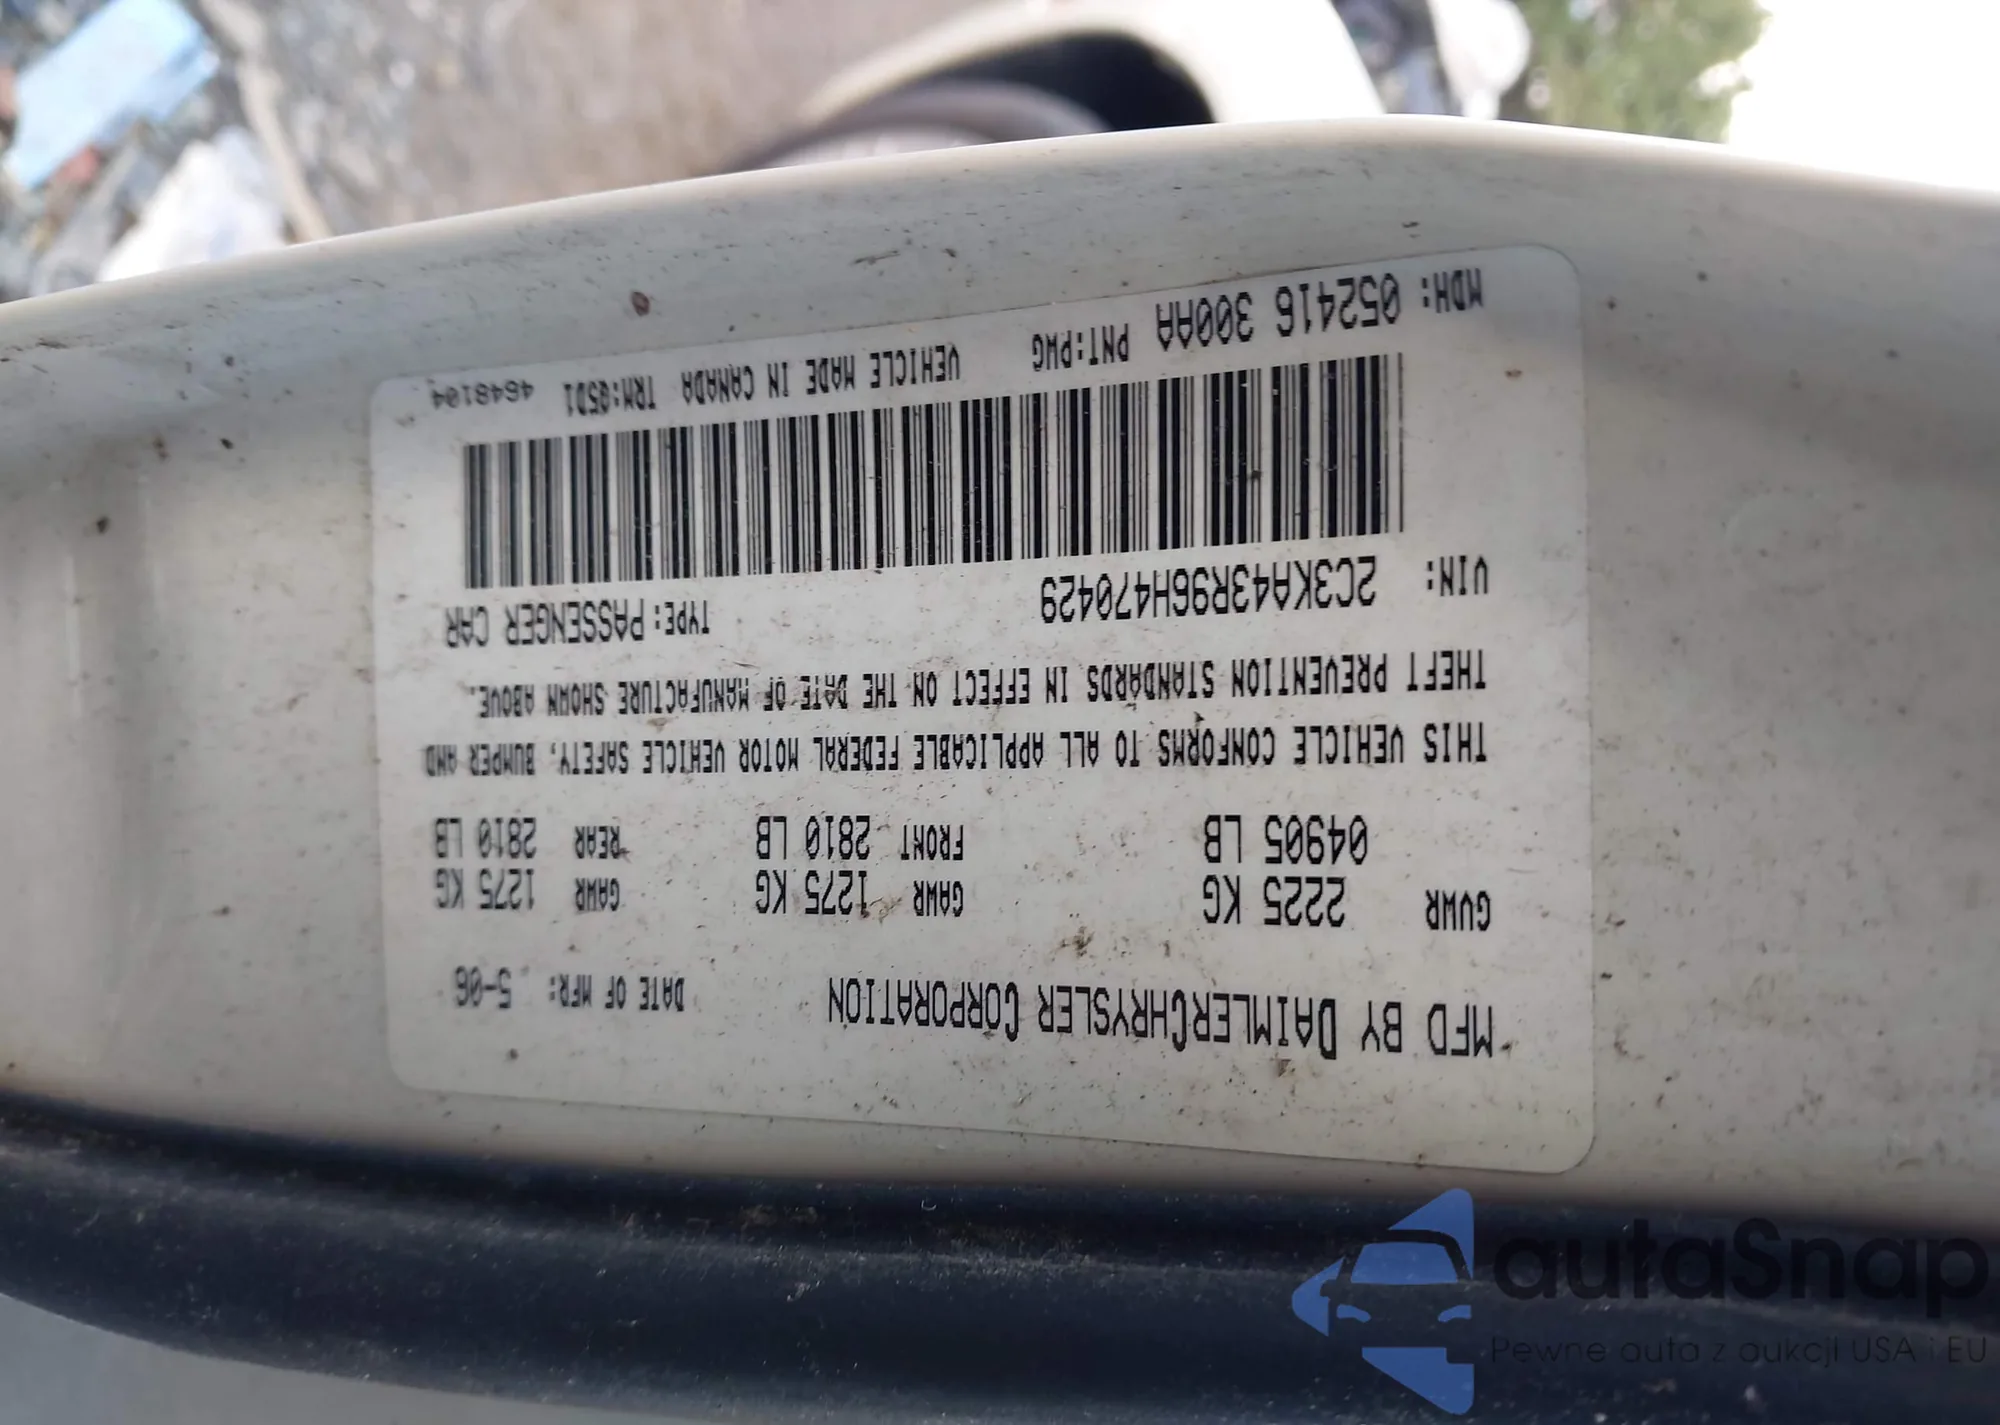 MFD BY DAIMLERCHRYSLER CORPORATION DATE OF MFR: 5-06
GVWR 2225 KG GAWR 1275 KG GAWR 1275 KG
04905 LB FRONT 2810 LB REAR 2810 LB
THIS VEHICLE CONFORMS TO ALL APPLICABLE FEDERAL MOTOR VEHICLE SAFETY, BUMPER AND
THEFT PREVENTION STANDARDS IN EFFECT ON THE DATE OF MANUFACTURE SHOWN ABOVE.
VIN: 2C3KA43R96H470429 TYPE: PASSENGER CAR
MDH: 052416 300AA PNT:PWG VEHICLE MADE IN CANADA TRM:Q5D1 4648104
autaSnap
Pewne auta z aukcji USA i EU